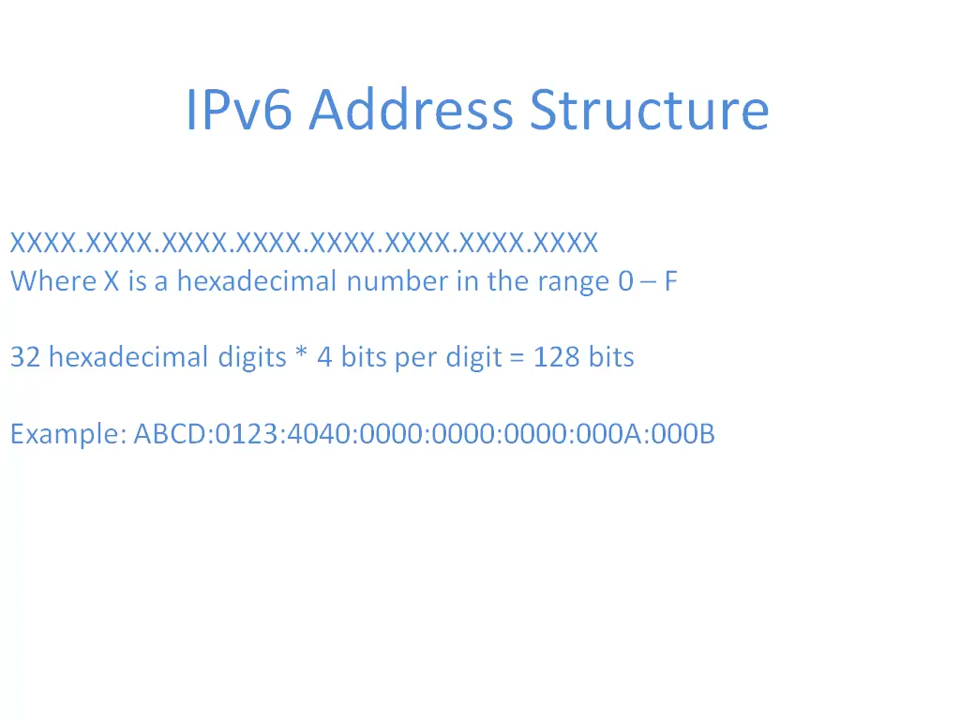 IPv6 Address Structure
XXXX.XXXX.XXXX.XXXX.XXXX.XXXX.XXXX.XXXX
Where X is a hexadecimal number in the range 0 – F
32 hexadecimal digits * 4 bits per digit = 128 bits
Example: ABCD:0123:4040:0000:0000:0000:000A:000B